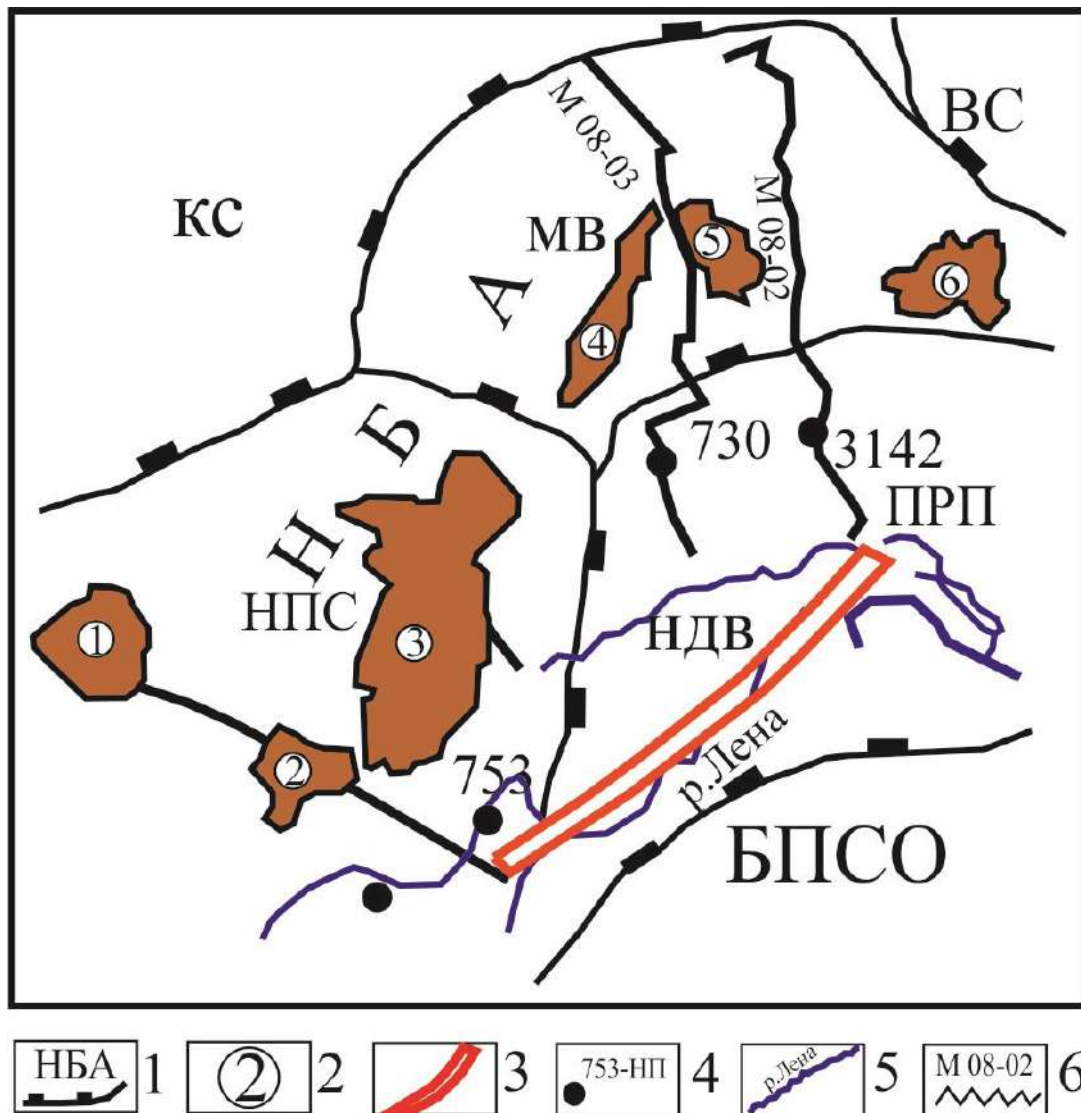 ВС
М 08-03
КС
М 08-02
МВ
5
6
А
4
730
3142
Б
ПРП
Н
НПС
1
3
НДВ
р.Лена
2
753
БПСО
НБА 1
2 2
3
753-НП 4
р.Лена 5
М 08-02 6